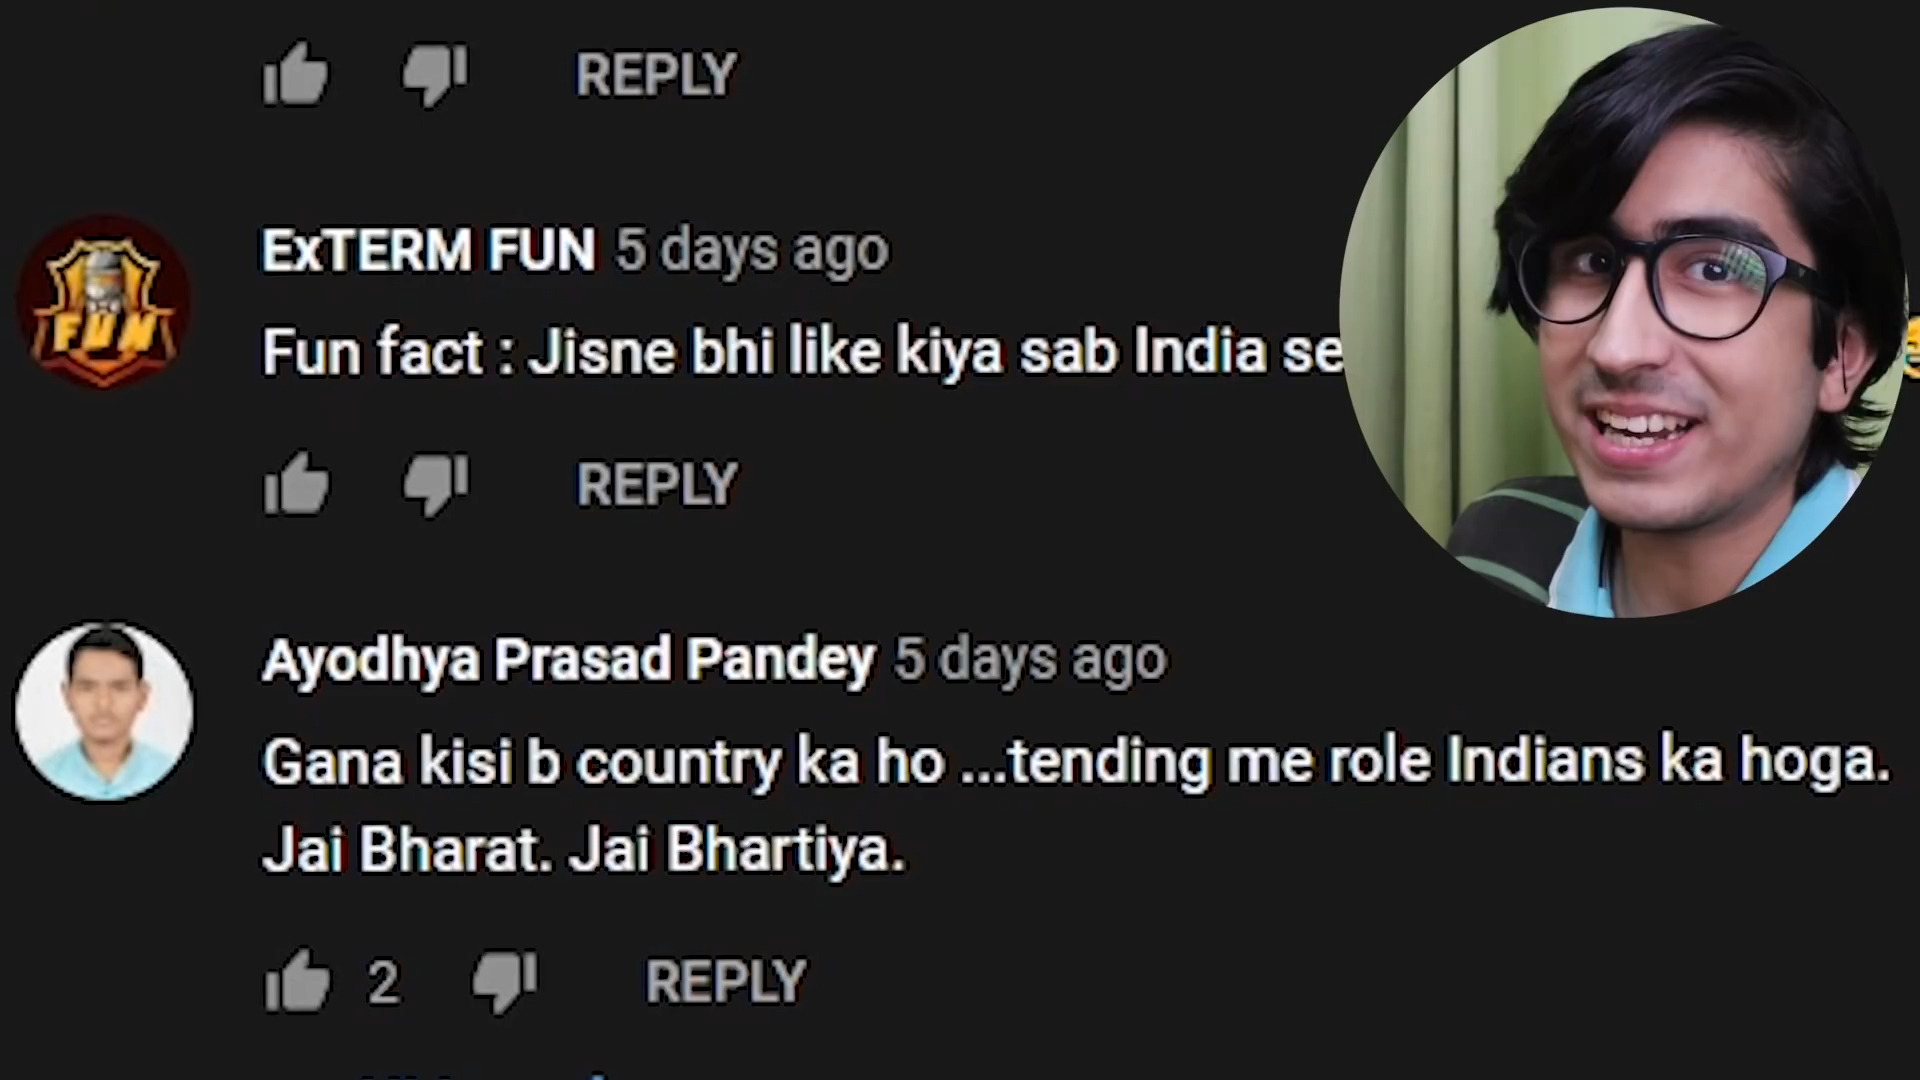 REPLY
ExTERM FUN 5 days ago
FUN
Fun fact : Jisne bhi like kiya sab India se
REPLY
Ayodhya Prasad Pandey 5 days ago
Gana kisi b country ka ho ...tending me role Indians ka hoga.
Jai Bharat. Jai Bhartiya.
2 REPLY